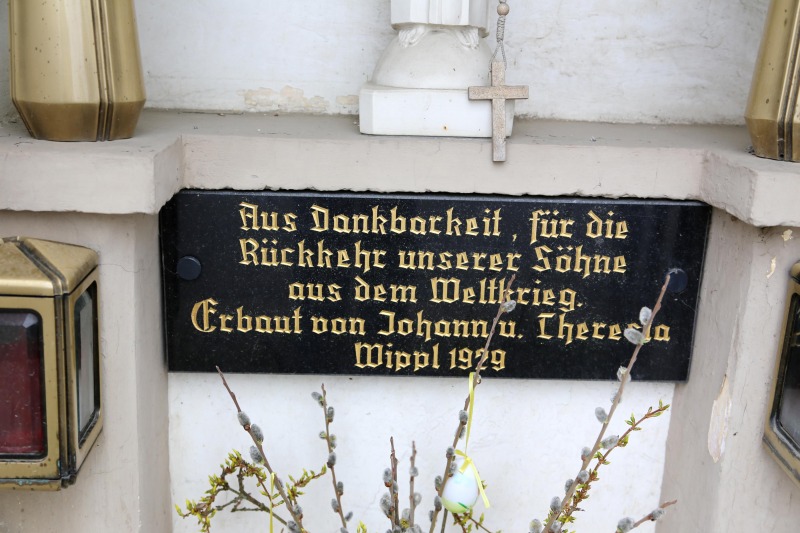 Aus Dankbarkeit, für die
Rückkehr unserer Söhne
aus dem Weltkrieg.
Erbaut von Johann u. Theresia
Wippl 1929